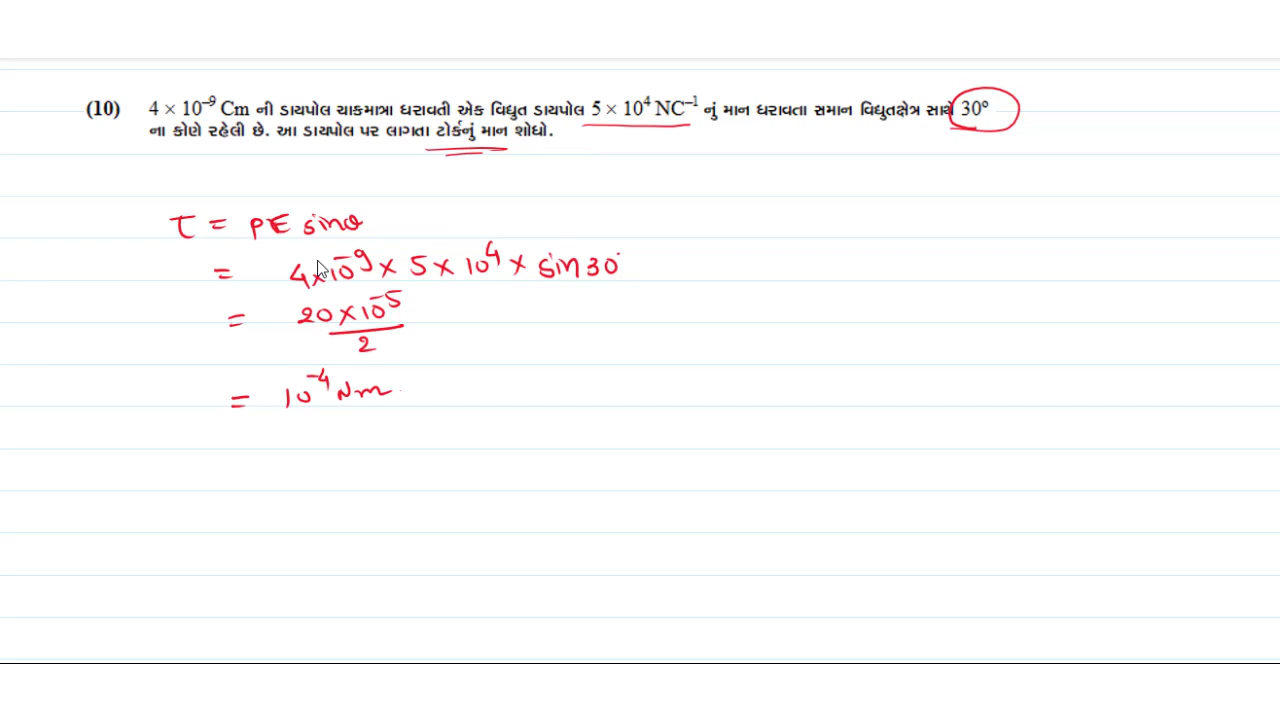 (10) 4 × 10⁻⁹ Cm ની ડાયપોલ ચાકમાત્રા ધરાવતી એક વિદ્યુત ડાયપોલ 5 × 10⁴ NC⁻¹ નું માન ધરાવતા સમાન વિદ્યુતક્ષેત્ર સાથે 30°
ના કોણે રહેલી છે. આ ડાયપોલ પર લાગતા ટોર્કનું માન શોધો.
τ = PE sinθ
= 4×10⁻⁹ × 5 × 10⁴ × sin 30°
= 20 × 10⁻⁵
2
= 10⁻⁴ Nm